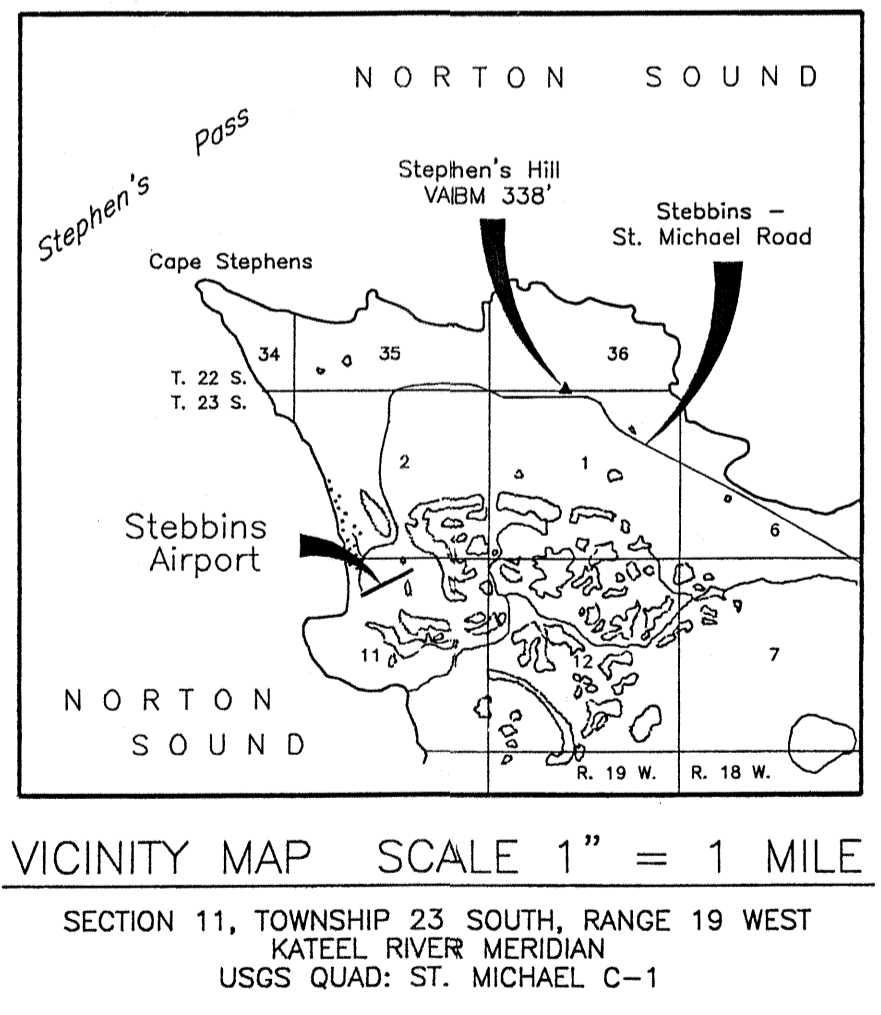 NORTON SOUND
Stephen's Pass
Stephen's Hill
VABM 338'
Stebbins –
St. Michael Road
Cape Stephens
34
35
36
T. 22 S.
T. 23 S.
2
1
Stebbins
Airport
6
11
12
7
NORTON
SOUND
R. 19 W.
R. 18 W.
VICINITY MAP SCALE 1" = 1 MILE
SECTION 11, TOWNSHIP 23 SOUTH, RANGE 19 WEST
KATEEL RIVER MERIDIAN
USGS QUAD: ST. MICHAEL C-1